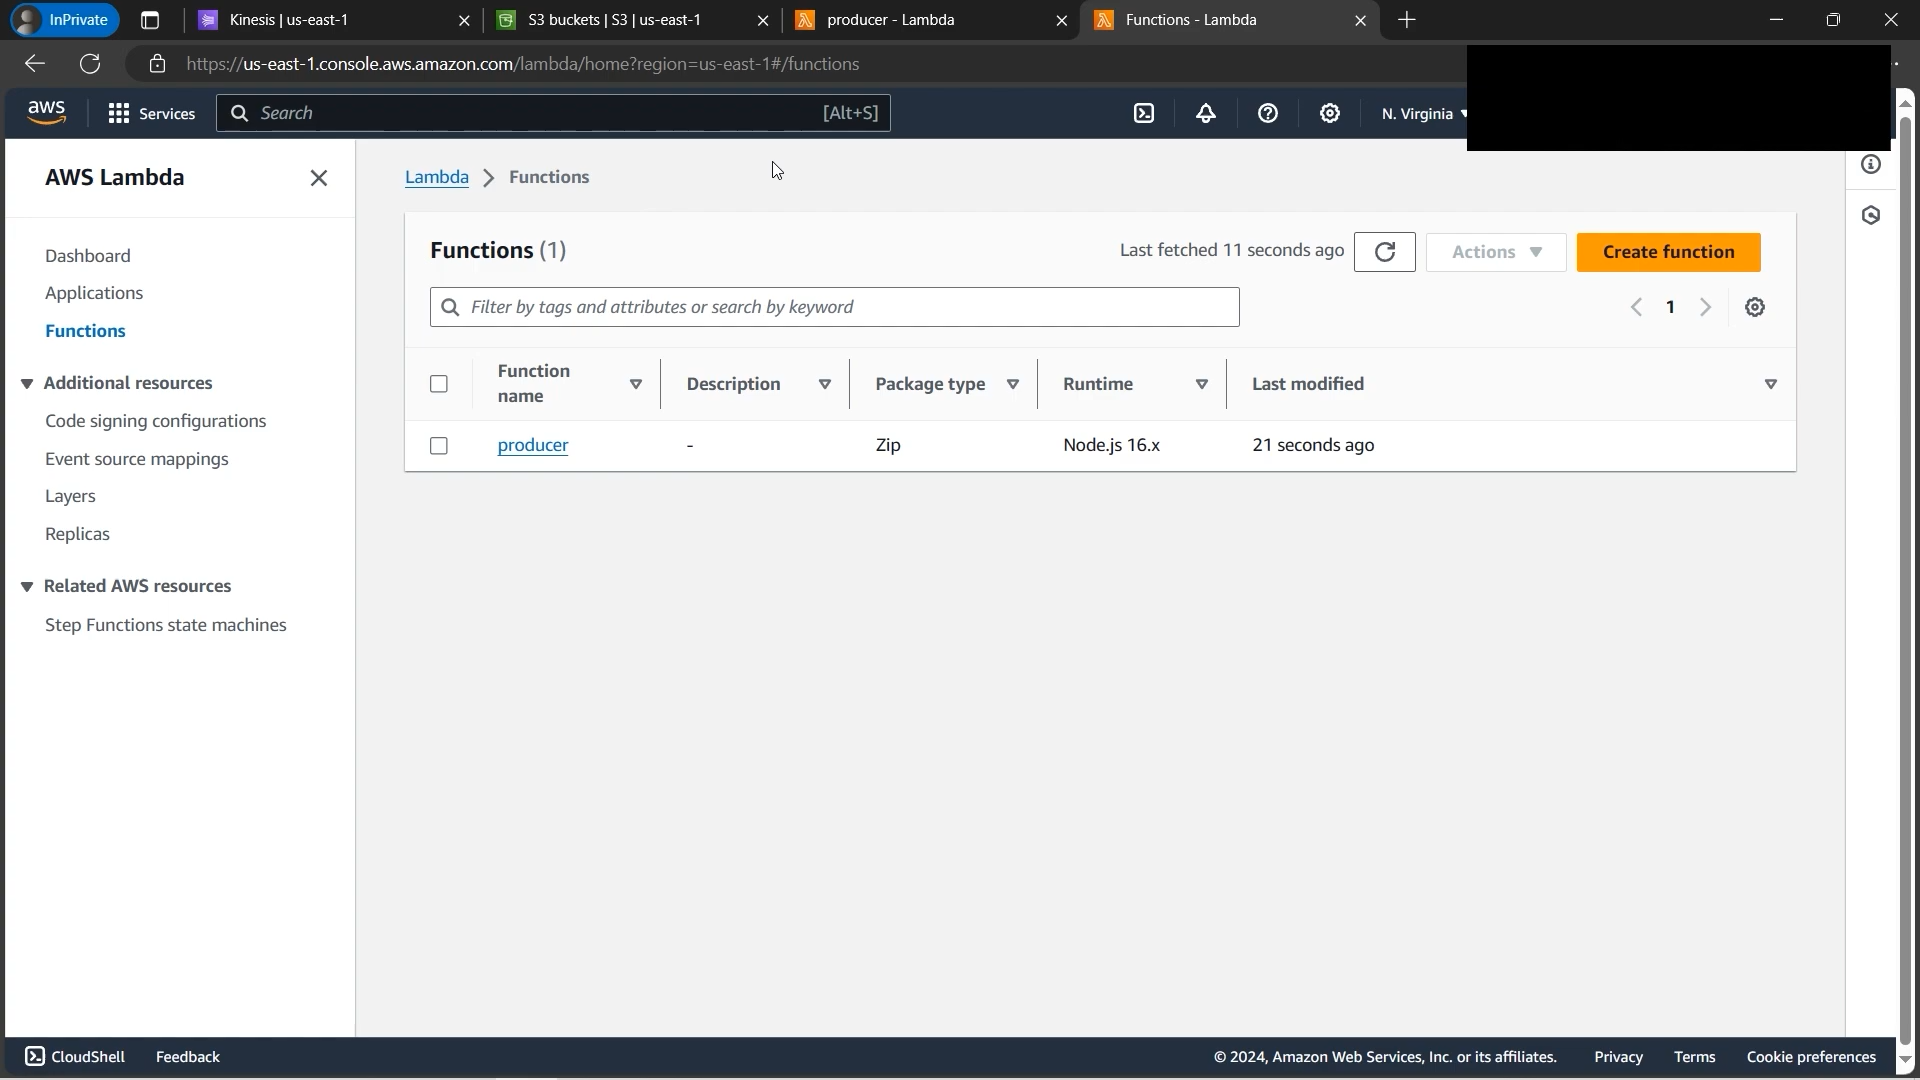 InPrivate
Kinesis | us-east-1
S3 buckets | S3 | us-east-1
producer - Lambda
Functions - Lambda
https://us-east-1.console.aws.amazon.com/lambda/home?region=us-east-1#/functions
aws
Services
Search
[Alt+S]
N. Virginia
AWS Lambda
Lambda
Functions
Dashboard
Applications
Functions
Additional resources
Code signing configurations
Event source mappings
Layers
Replicas
Related AWS resources
Step Functions state machines
Functions (1)
Last fetched 11 seconds ago
Actions
Create function
Filter by tags and attributes or search by keyword
1
Function
name
Description
Package type
Runtime
Last modified
producer
-
Zip
Node.js 16.x
21 seconds ago
CloudShell
Feedback
© 2024, Amazon Web Services, Inc. or its affiliates.
Privacy
Terms
Cookie preferences